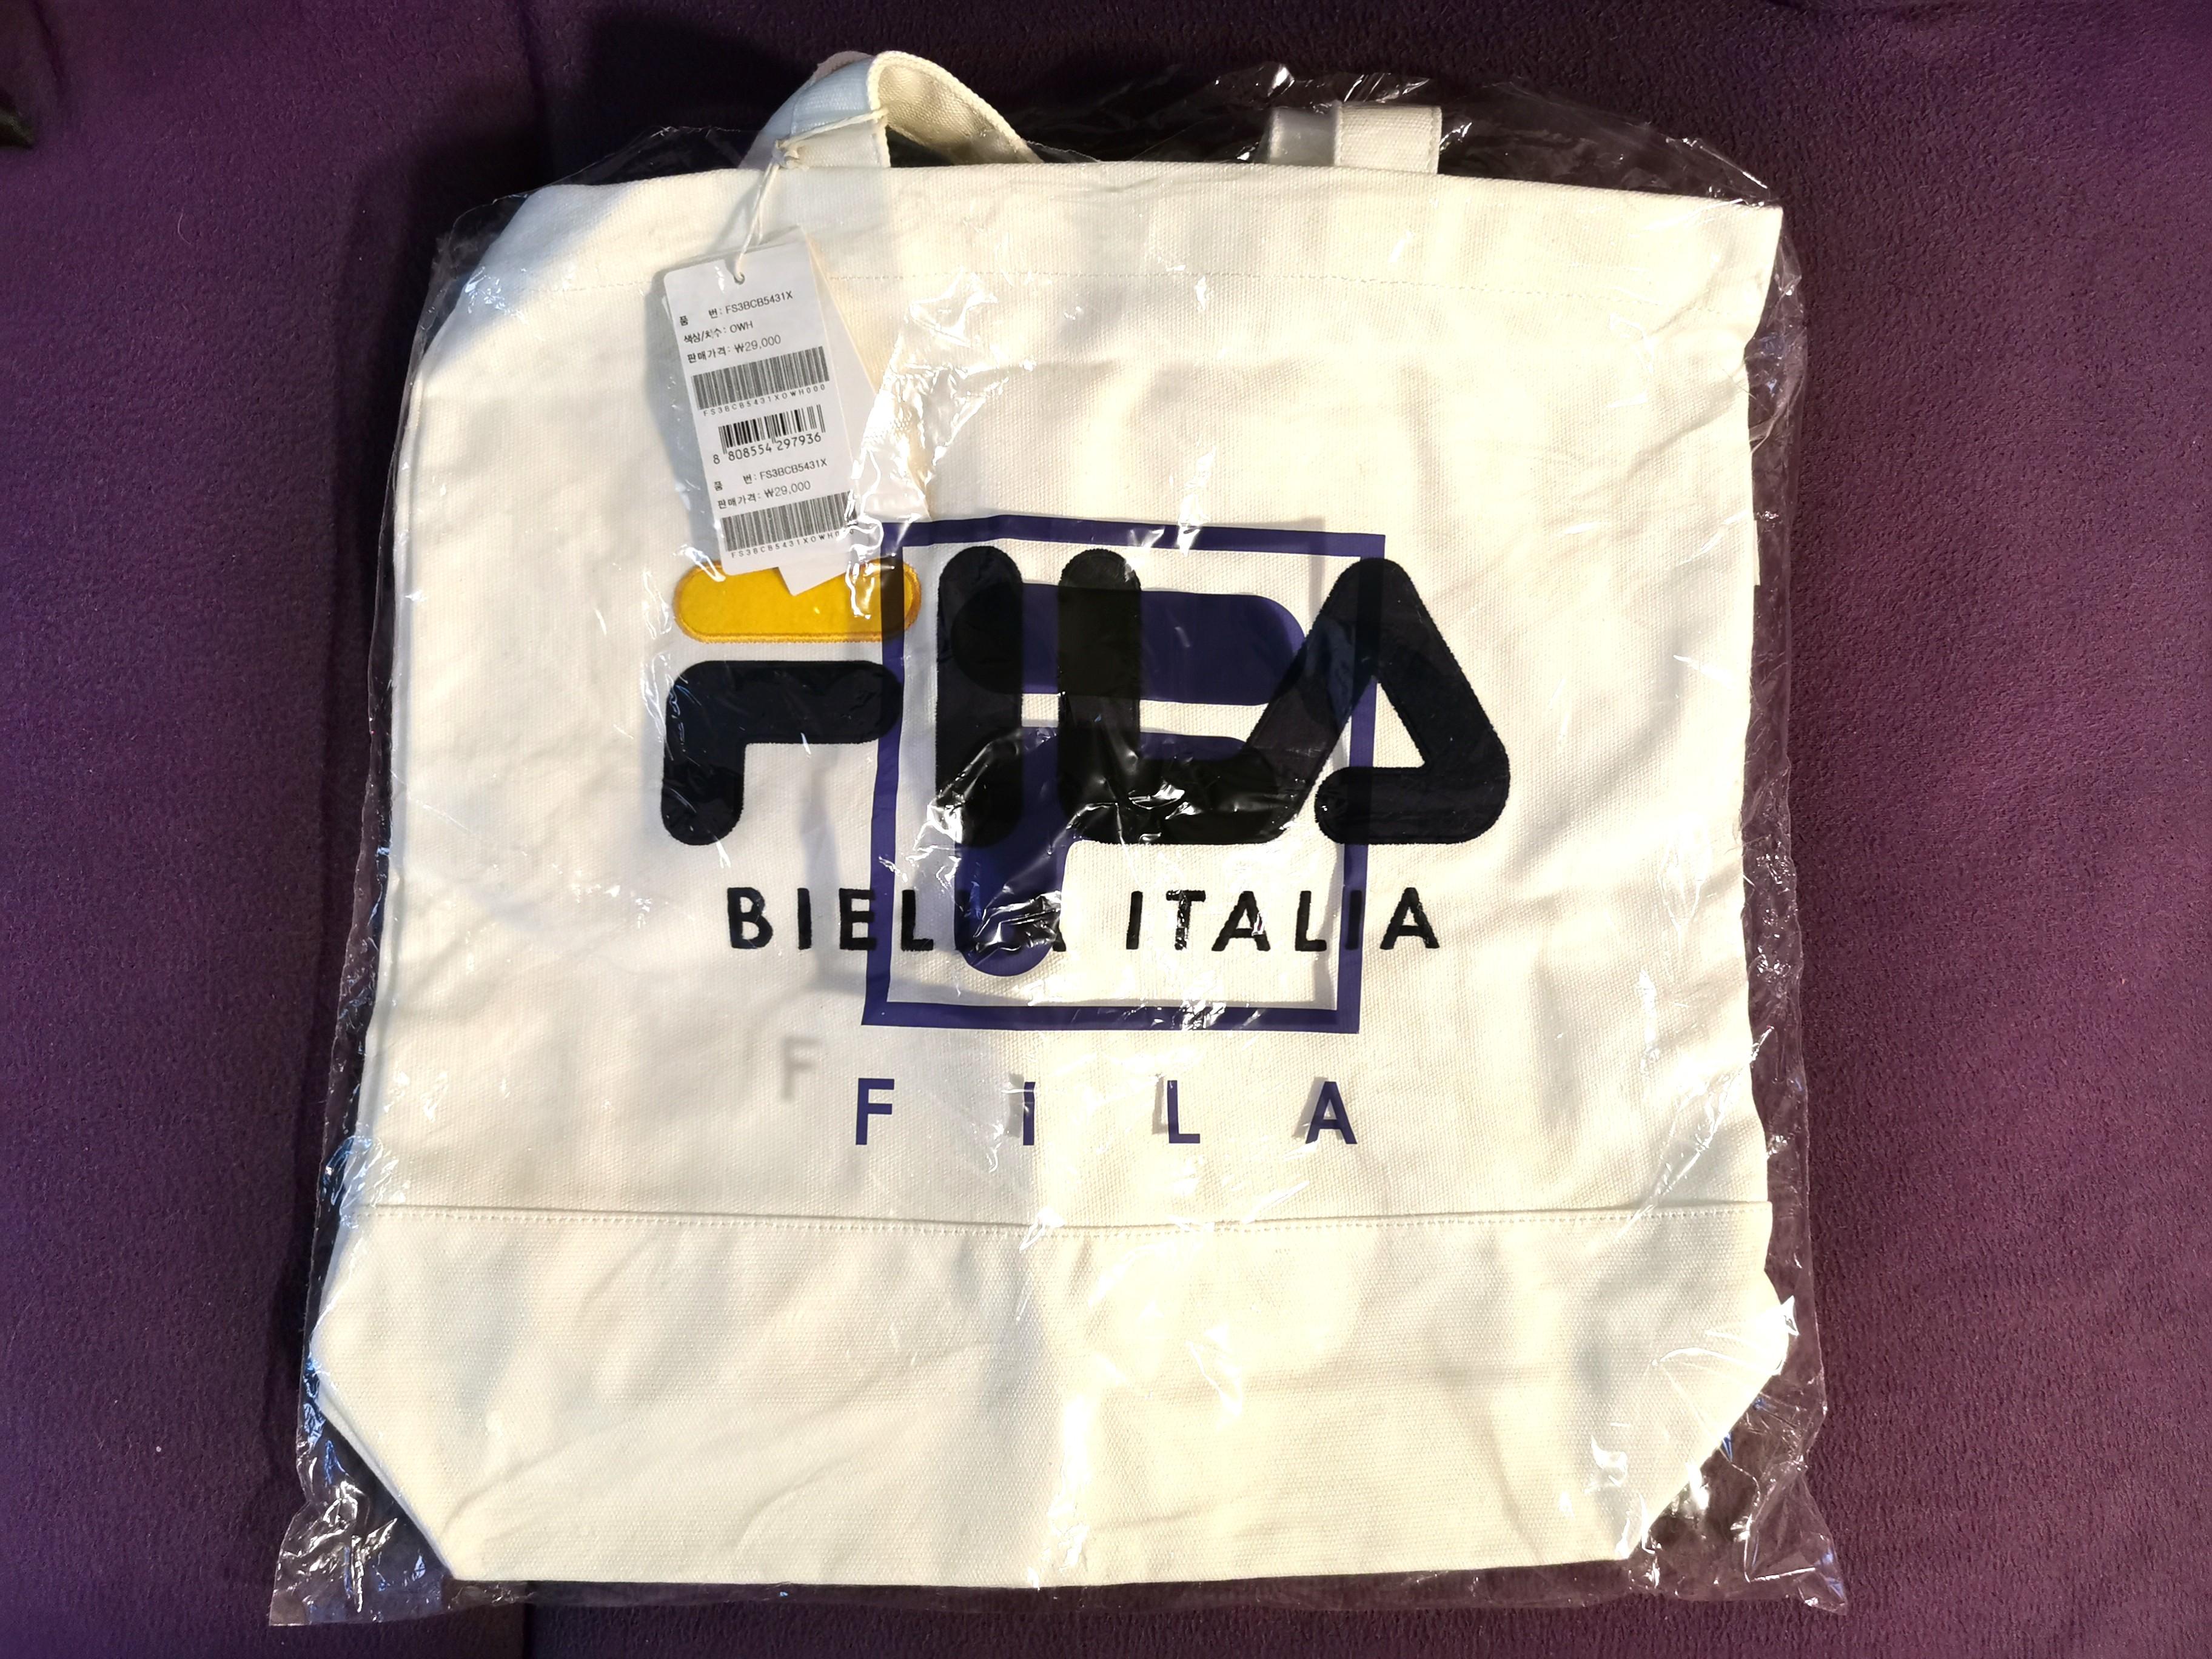 품 번: FS3BCB5431X
색상/치수: OWH
판매가격: ₩29,000
FS3BCB5431XOWH000
8 808554 297936
품 번: FS3BCB5431X
판매가격: ₩29,000
FILA
BIELLA ITALIA
F
FILA